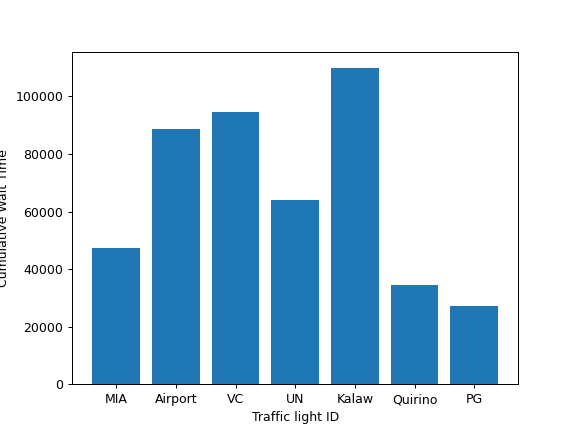 100000
80000
60000
40000
20000
0
Cumulative Wait Time
MIA Airport VC UN Kalaw Quirino PG
Traffic light ID